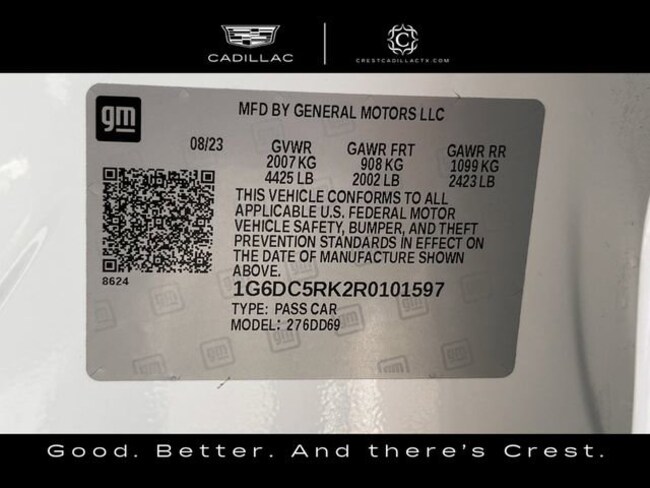 CADILLAC
C
CRESTCADILLACTX.COM
gm
MFD BY GENERAL MOTORS LLC
08/23 GVWR GAWR FRT GAWR RR
2007 KG 908 KG 1099 KG
4425 LB 2002 LB 2423 LB
THIS VEHICLE CONFORMS TO ALL
APPLICABLE U.S. FEDERAL MOTOR
VEHICLE SAFETY, BUMPER, AND THEFT
PREVENTION STANDARDS IN EFFECT ON
THE DATE OF MANUFACTURE SHOWN
ABOVE.
8624
1G6DC5RK2R0101597
TYPE: PASS CAR
MODEL: 276DD69
Good. Better. And there's Crest.